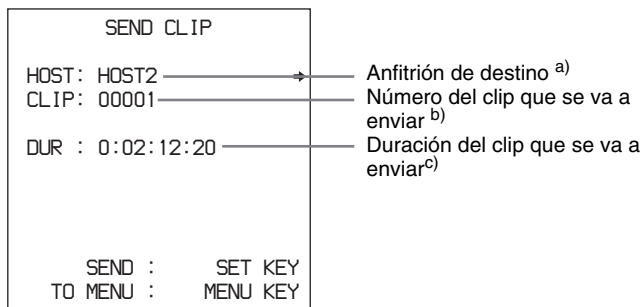 SEND CLIP
HOST: HOST2
Anfitrión de destino a)
CLIP: 00001
Número del clip que se va a
enviar b)
DUR : 0:02:12:20
Duración del clip que se va a
enviar c)
SEND : SET KEY
TO MENU : MENU KEY